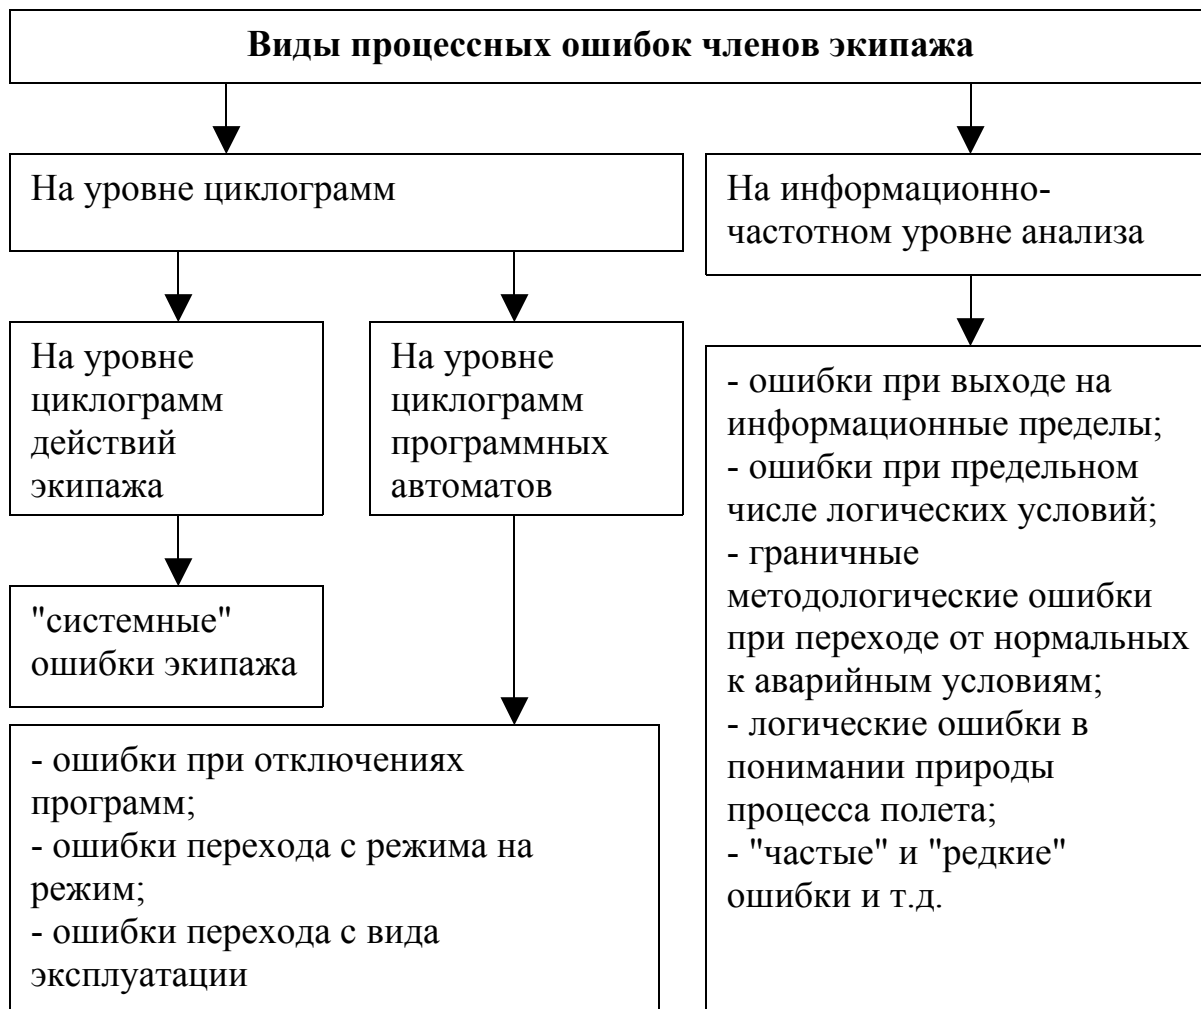 Виды процессных ошибок членов экипажа
На уровне циклограмм
На информационно-
частотном уровне анализа
На уровне
циклограмм
действий
экипажа
На уровне
циклограмм
программных
автоматов
"системные"
ошибки экипажа
- ошибки при отключениях
программ;
- ошибки перехода с режима на
режим;
- ошибки перехода с вида
эксплуатации
- ошибки при выходе на
информационные пределы;
- ошибки при предельном
числе логических условий;
- граничные
методологические ошибки
при переходе от нормальных
к аварийным условиям;
- логические ошибки в
понимании природы
процесса полета;
- "частые" и "редкие"
ошибки и т.д.